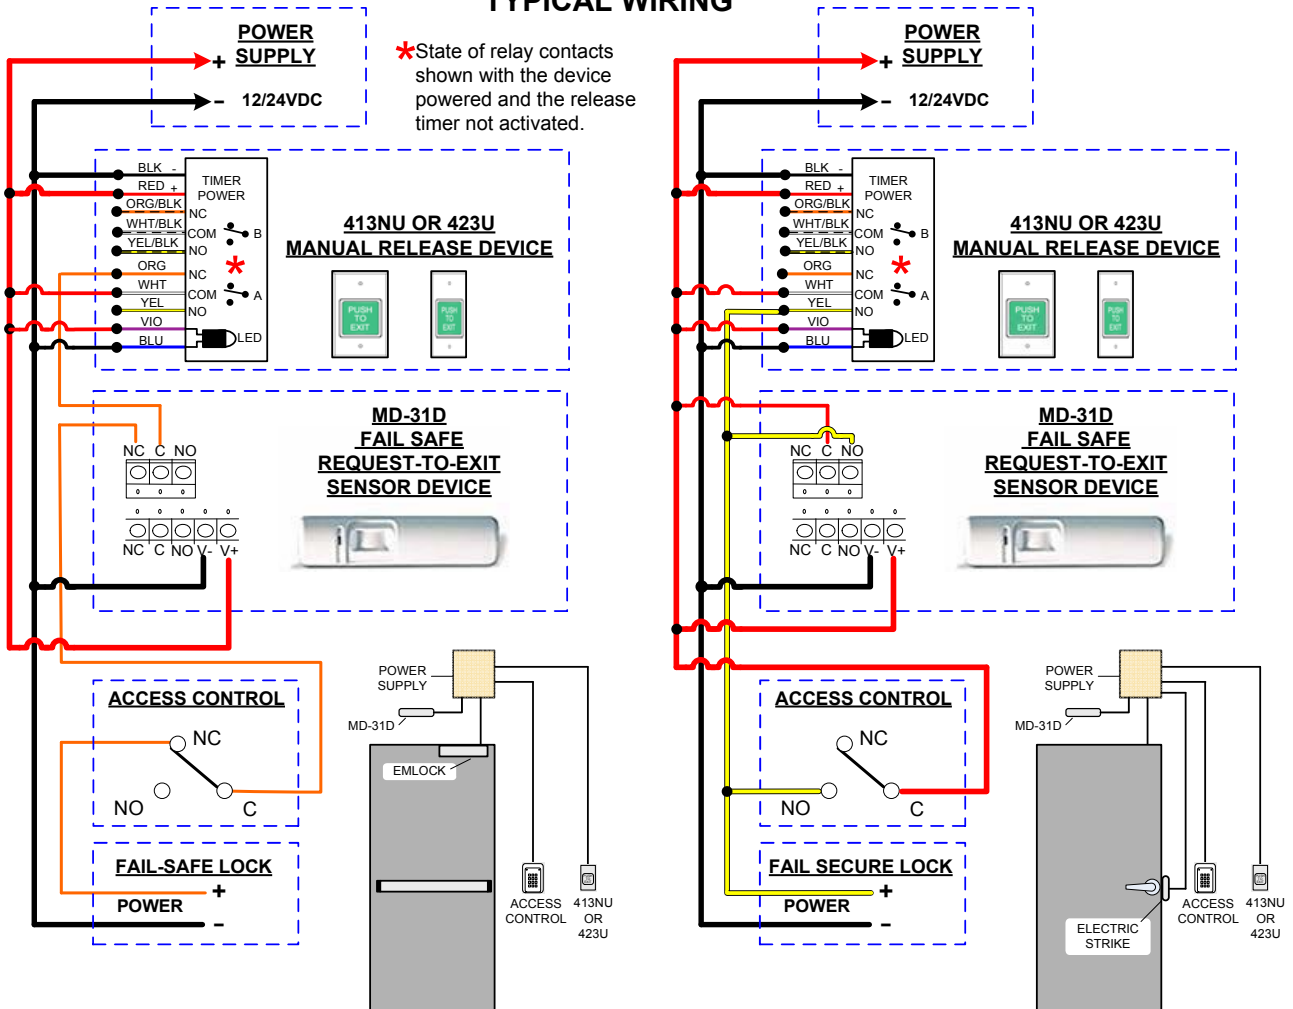 TYPICAL WIRING
POWER
SUPPLY
+
- 12/24VDC
*State of relay contacts
shown with the device
powered and the release
timer not activated.
BLK -
RED +
ORG/BLK
WHT/BLK
YEL/BLK
ORG
WHT
YEL
VIO
BLU
TIMER
POWER
NC
COM B
NO
*
NC
COM A
NO
LED
413NU OR 423U
MANUAL RELEASE DEVICE
PUSH
TO
EXIT
PUSH
TO
EXIT
MD-31D
FAIL SAFE
REQUEST-TO-EXIT
SENSOR DEVICE
NC C NO
NC C NO V- V+
ACCESS CONTROL
NC
NO
C
FAIL-SAFE LOCK
+
POWER
-
POWER
SUPPLY
MD-31D
EMLOCK
ACCESS
CONTROL
413NU
OR
423U
POWER
SUPPLY
+
- 12/24VDC
BLK -
RED +
ORG/BLK
WHT/BLK
YEL/BLK
ORG
WHT
YEL
VIO
BLU
TIMER
POWER
NC
COM B
NO
*
NC
COM A
NO
LED
413NU OR 423U
MANUAL RELEASE DEVICE
PUSH
TO
EXIT
PUSH
TO
EXIT
MD-31D
FAIL SAFE
REQUEST-TO-EXIT
SENSOR DEVICE
NC C NO
NC C NO V- V+
ACCESS CONTROL
NC
NO
C
FAIL SECURE LOCK
+
POWER
-
POWER
SUPPLY
MD-31D
ELECTRIC
STRIKE
ACCESS
CONTROL
413NU
OR
423U